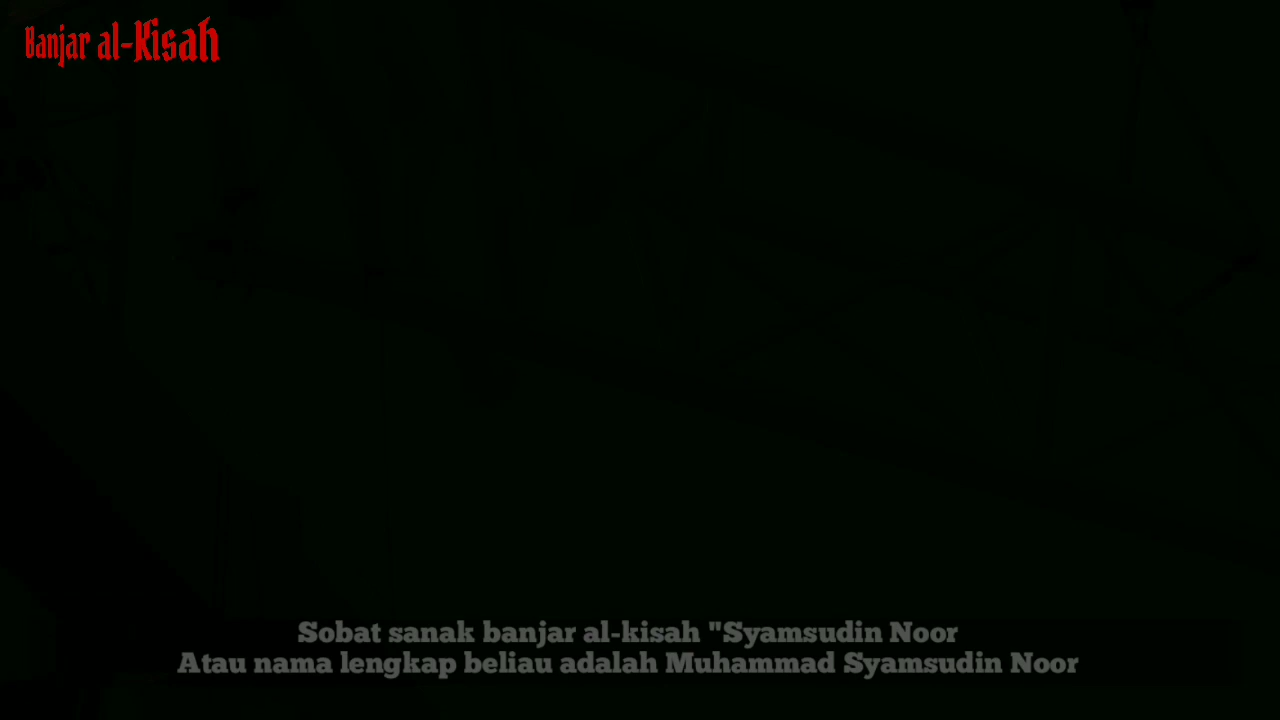 Banjar al-Kisah
Sobat sanak banjar al-kisah "Syamsudin Noor
Atau nama lengkap beliau adalah Muhammad Syamsudin Noor